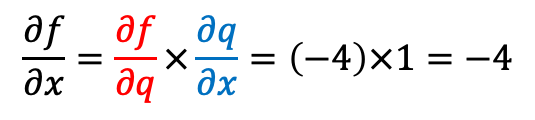 ∂f/∂x = ∂f/∂q × ∂q/∂x = (−4)×1 = −4